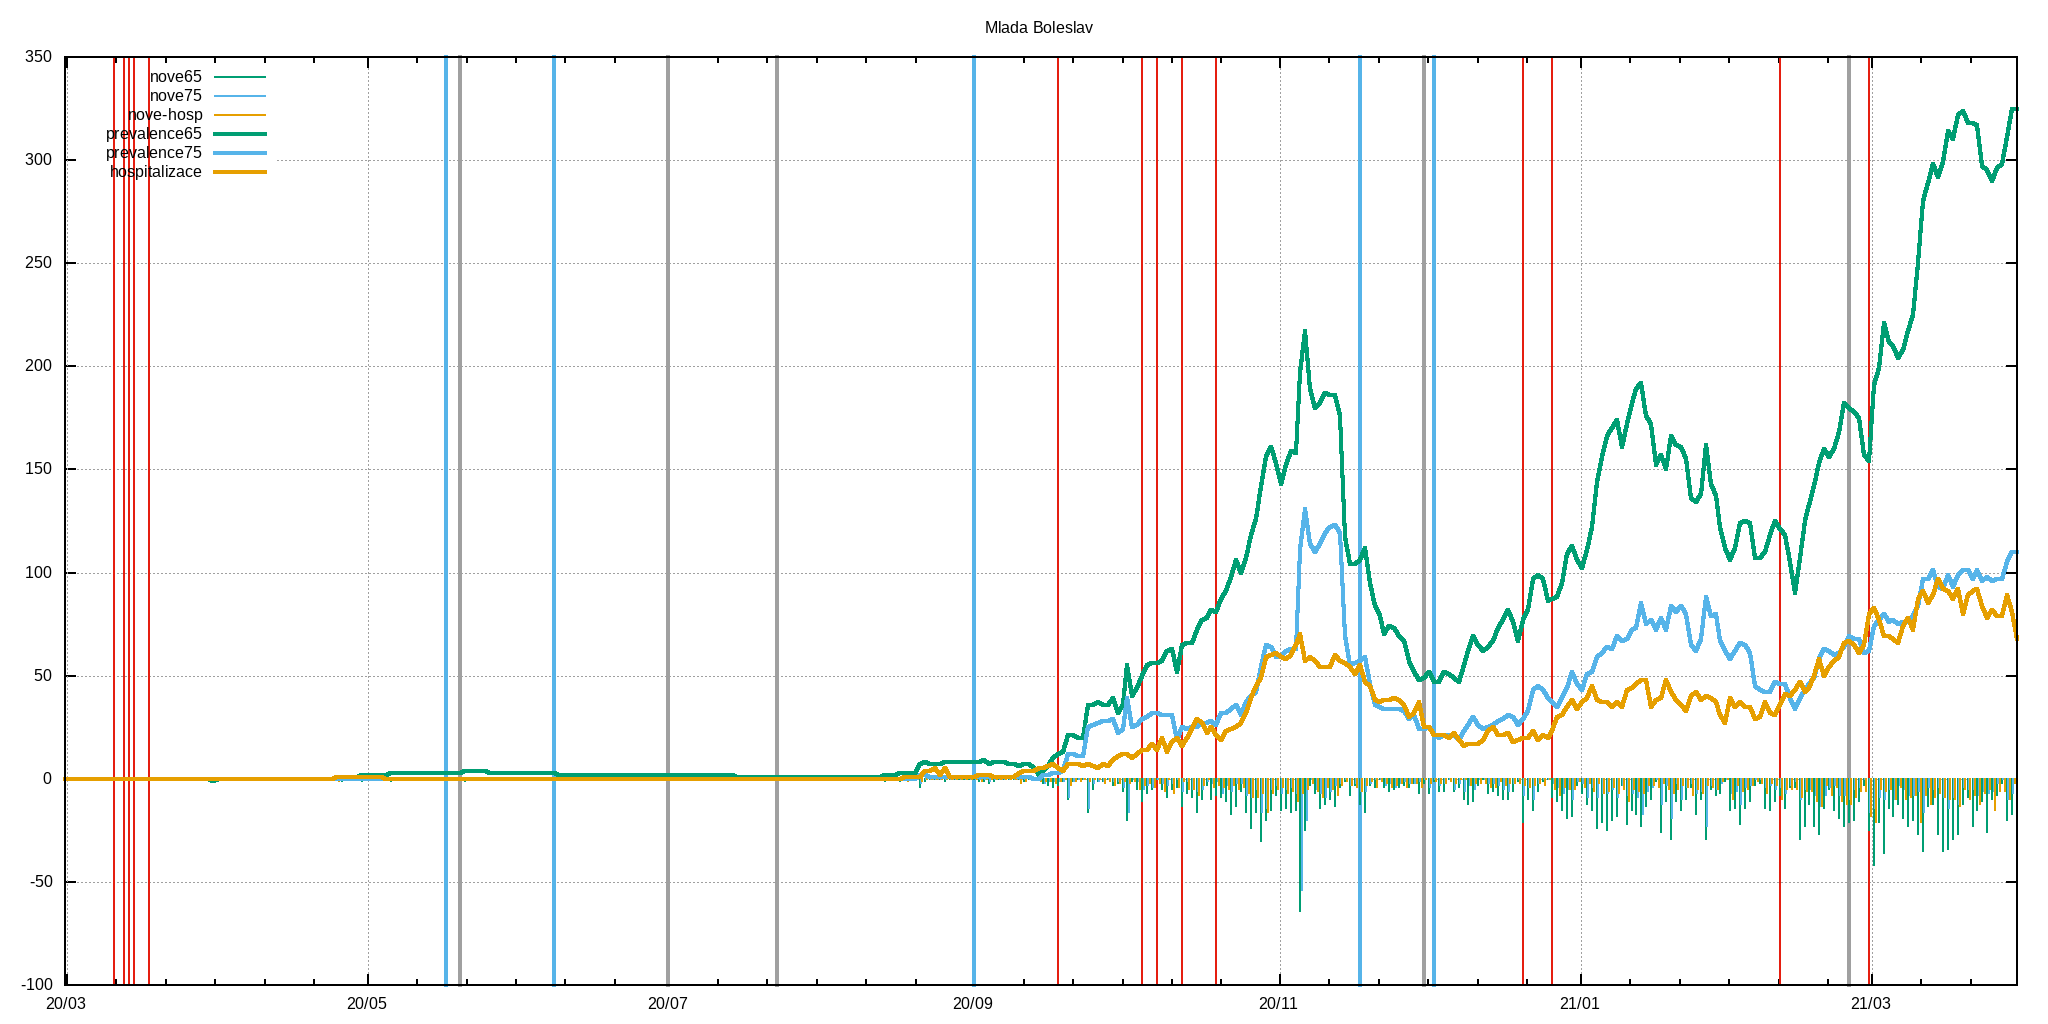 Mlada Boleslav
350
300
250
200
150
100
50
0
-50
-100
nove65
nove75
nove-hosp
prevalence65
prevalence75
hospitalizace
20/03 20/05 20/07 20/09 20/11 21/01 21/03